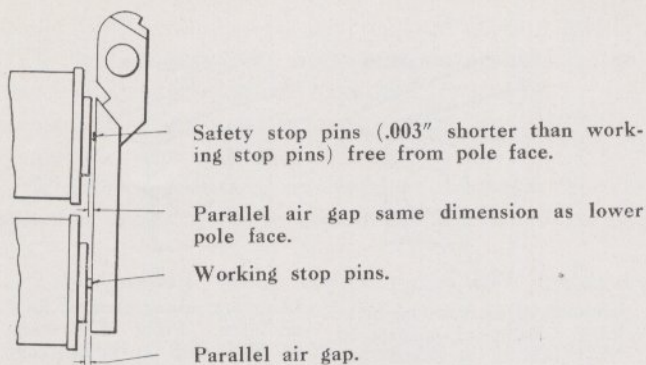 Safety stop pins (.003″ shorter than work-
ing stop pins) free from pole face.
Parallel air gap same dimension as lower
pole face.
Working stop pins.
Parallel air gap.